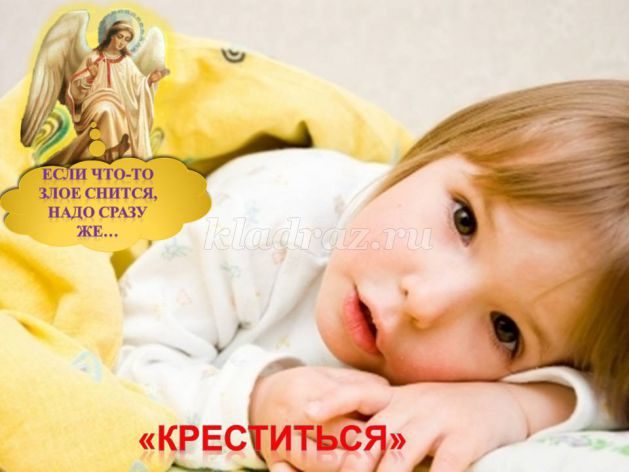 ЕСЛИ ЧТО-ТО
ЗЛОЕ СНИТСЯ,
НАДО СРАЗУ
ЖЕ...
kladraz.ru
«КРЕСТИТЬСЯ»